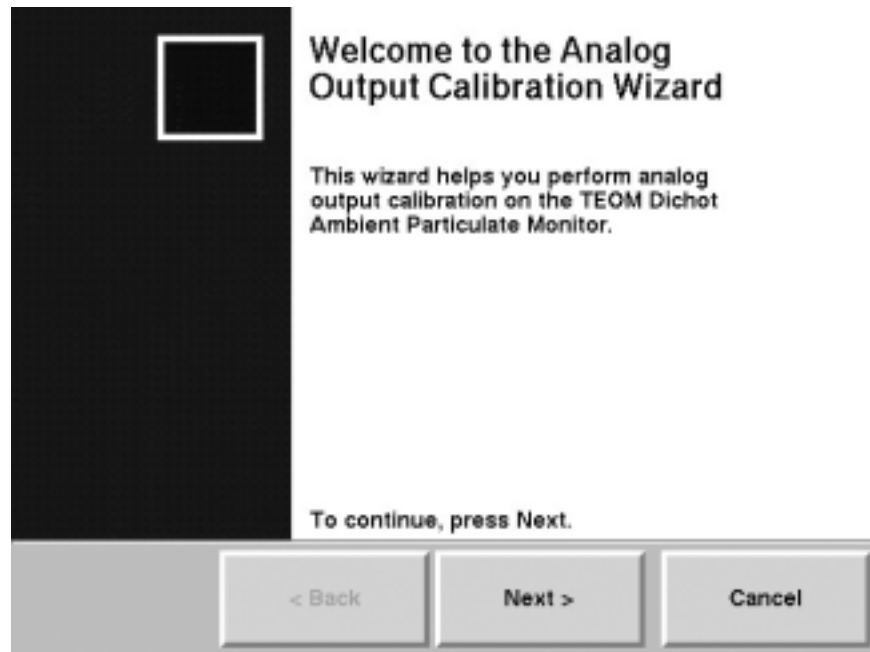 Welcome to the Analog
Output Calibration Wizard
This wizard helps you perform analog
output calibration on the TEOM Dichot
Ambient Particulate Monitor.
To continue, press Next.
< Back
Next >
Cancel